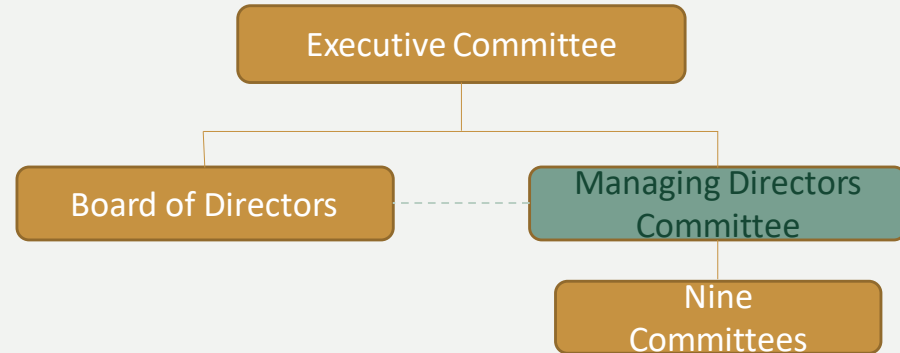 Executive Committee
Board of Directors
Managing Directors
Committee
Nine
Committees